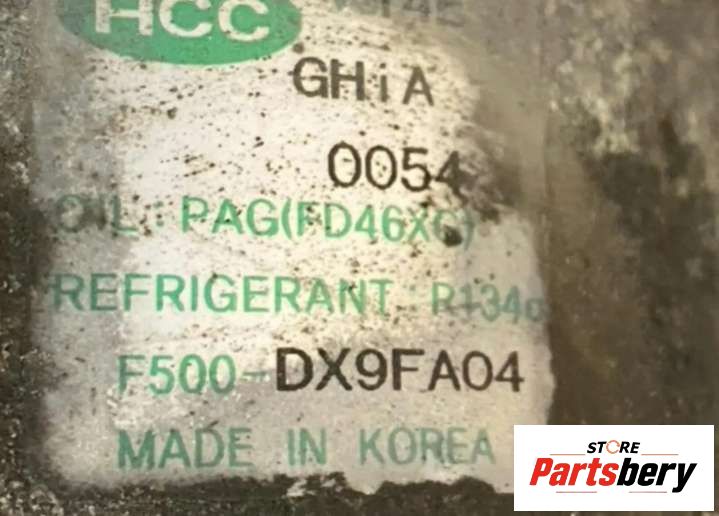 HCC
GHiA
0054
OIL : PAG(FD46XG)
REFRIGERANT : R134a
F500-DX9FA04
MADE IN KOREA
STORE
Partsbery